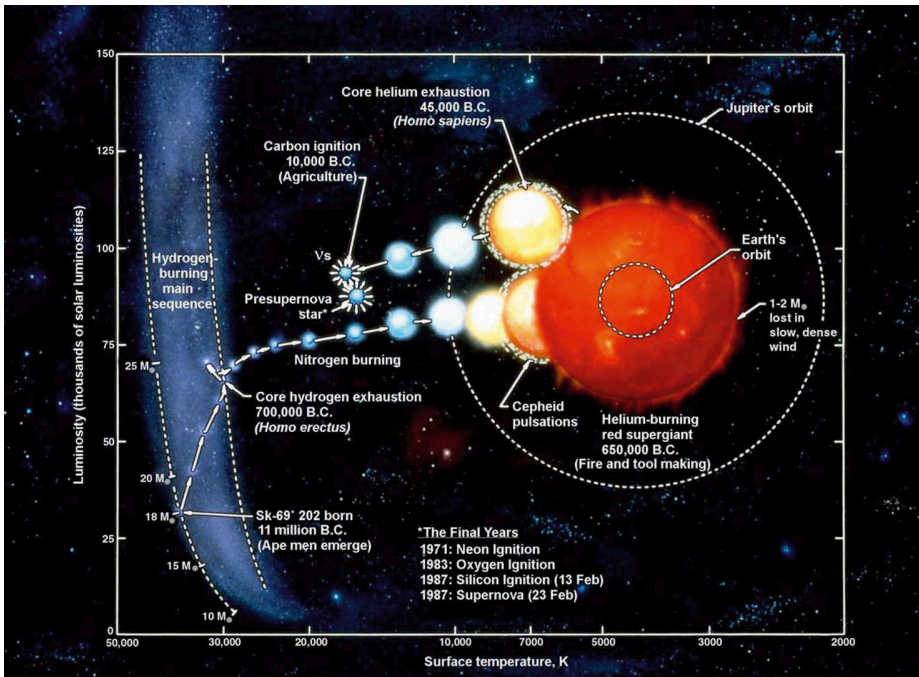 150
125
100
75
50
25
0
Luminosity (thousands of solar luminosities)
50,000
30,000
20,000
10,000
7000
5000
3000
2000
Surface temperature, K
Core helium exhaustion
45,000 B.C.
(Homo sapiens)
Jupiter's orbit
Carbon ignition
10,000 B.C.
(Agriculture)
Hydrogen-
burning
main
sequence
νs
Presupernova
star*
Earth's
orbit
1-2 M⊙
lost in
slow, dense
wind
Nitrogen burning
25 M⊙
Core hydrogen exhaustion
700,000 B.C.
(Homo erectus)
Cepheid
pulsations
Helium-burning
red supergiant
650,000 B.C.
(Fire and tool making)
20 M⊙
18 M⊙
Sk-69° 202 born
11 million B.C.
(Ape men emerge)
15 M⊙
10 M⊙
*The Final Years
1971: Neon Ignition
1983: Oxygen Ignition
1987: Silicon Ignition (13 Feb)
1987: Supernova (23 Feb)